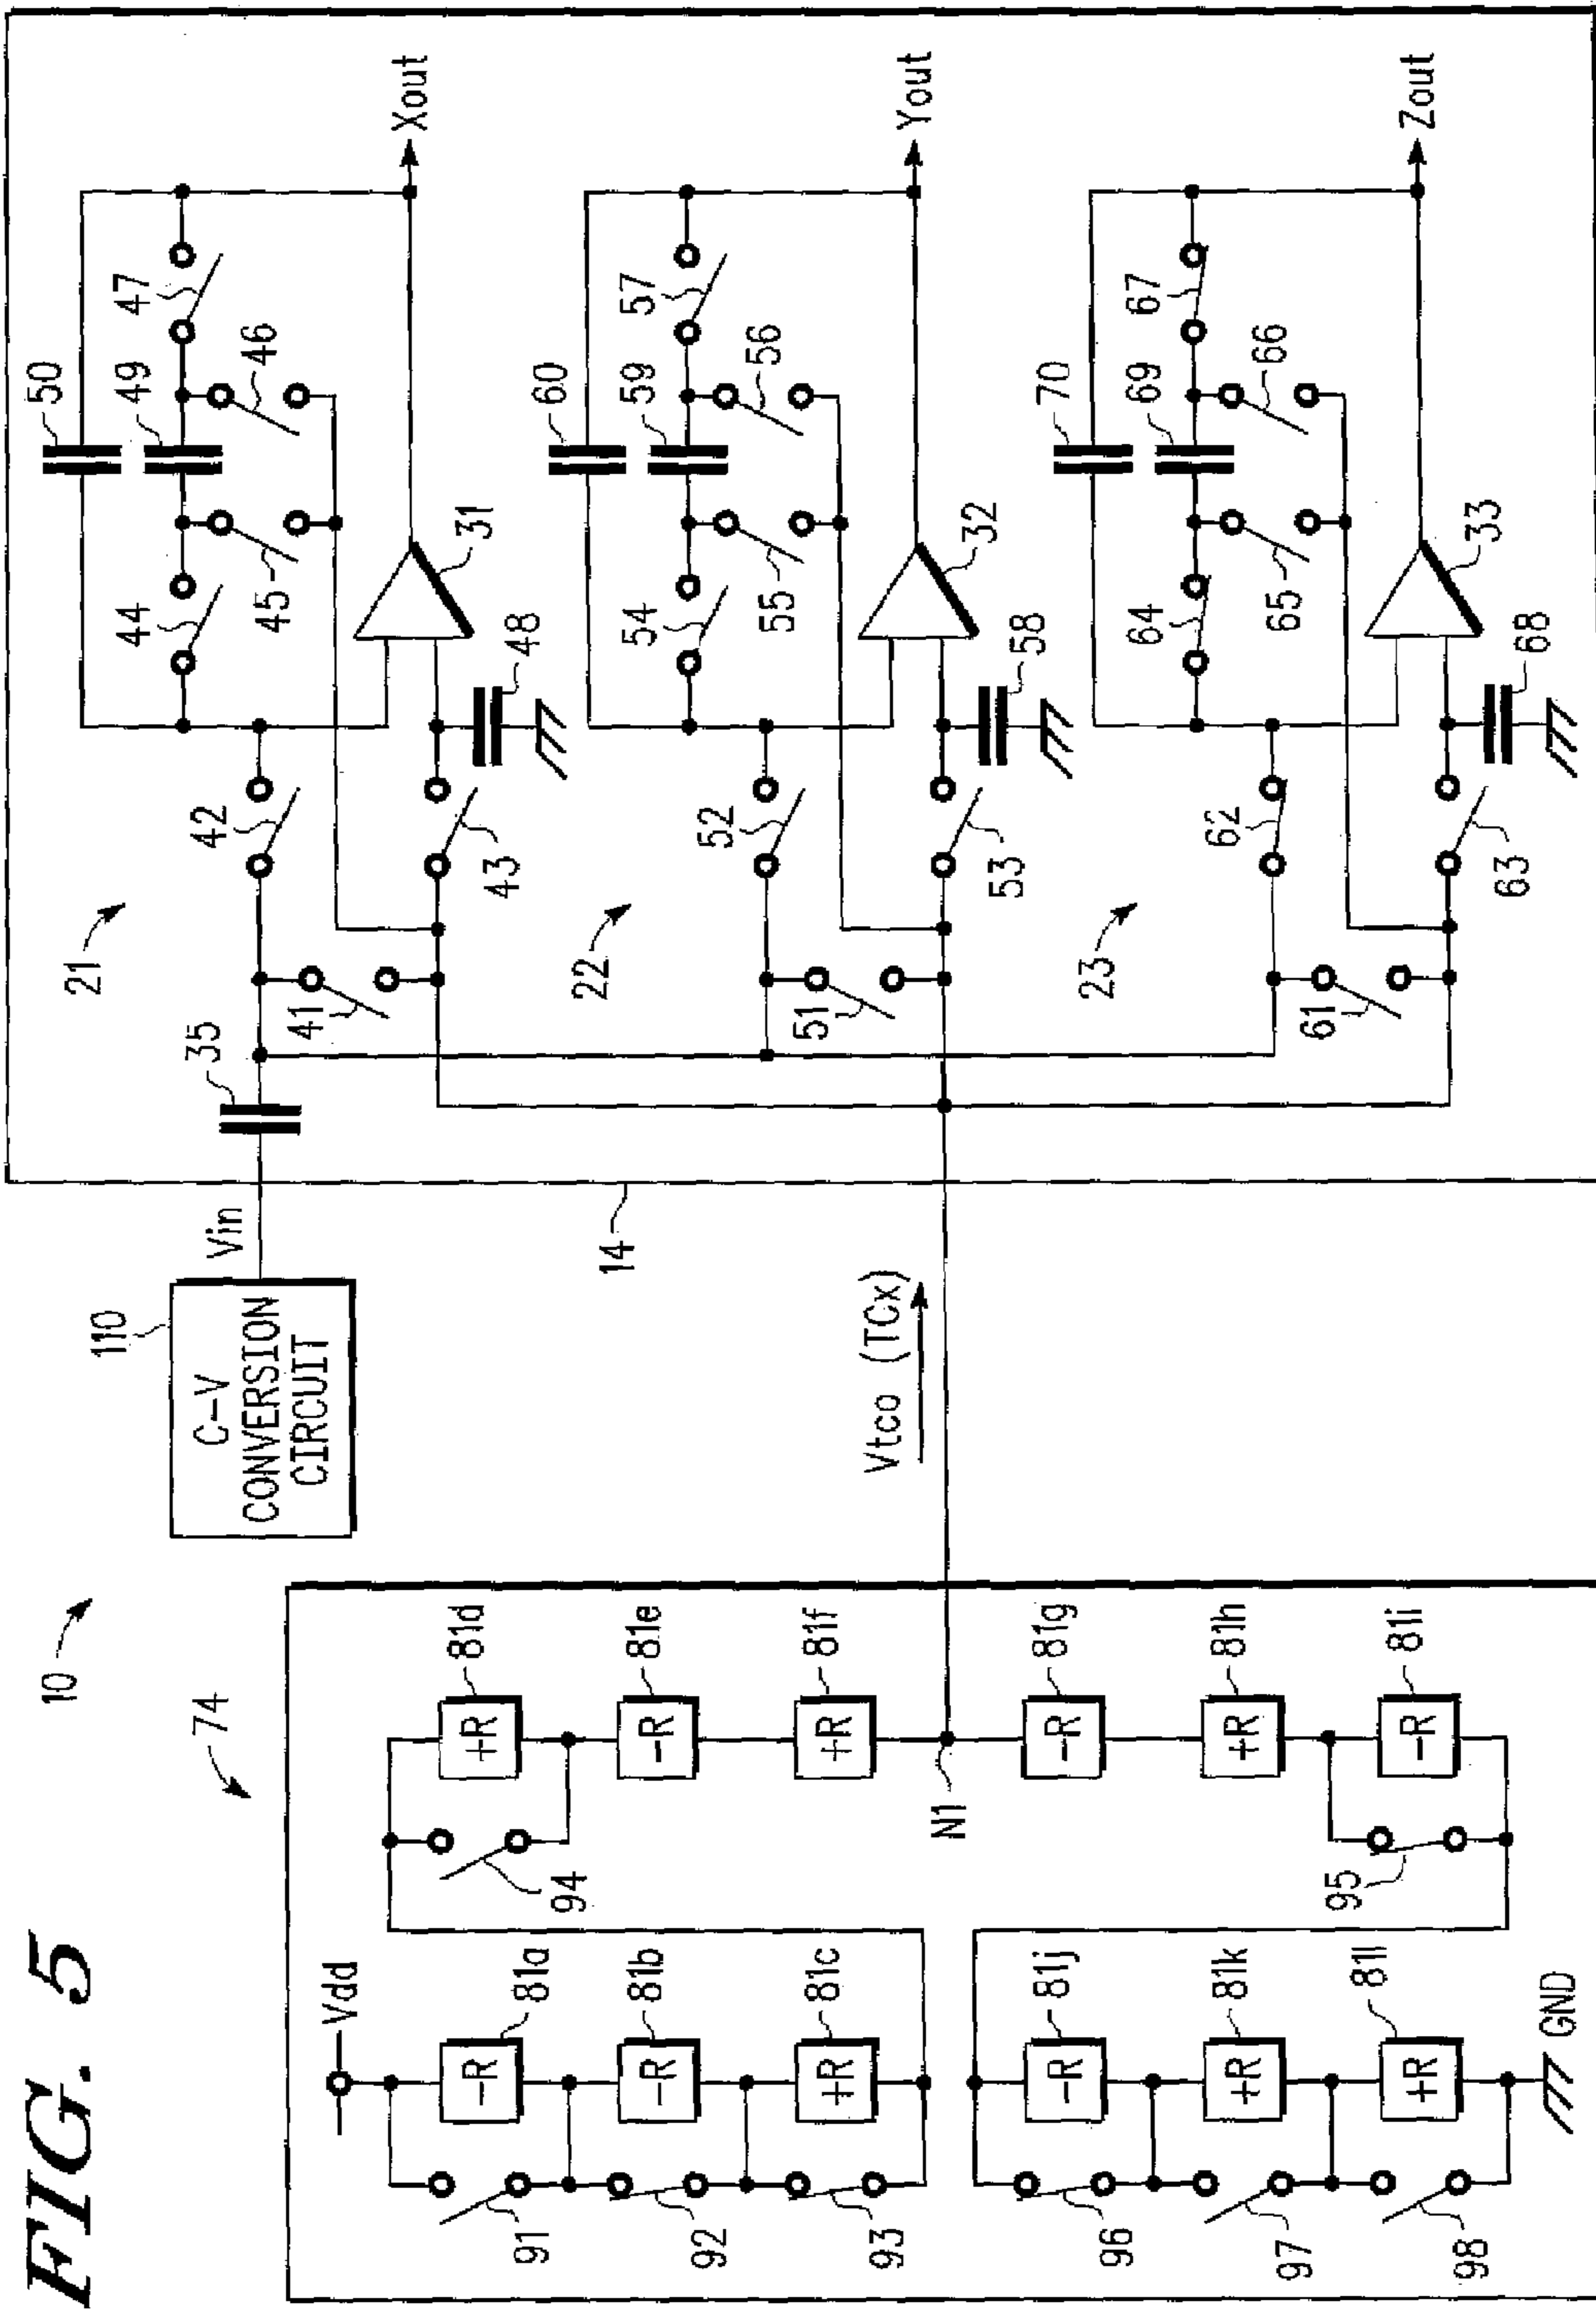 FIG. 5
10
74
Vdd
81a
-R
91
81b
-R
92
81c
+R
93
81d
+R
94
81e
-R
81f
+R
N1
81g
-R
81h
+R
81i
-R
95
81j
-R
96
81k
+R
97
81l
+R
98
GND
110
C-V
CONVERSION
CIRCUIT
Vin
Vtco (TCx)
14
35
21
41
42
43
44
45
46
47
48
49
50
31
Xout
22
51
52
53
54
55
56
57
58
59
60
32
Yout
23
61
62
63
64
65
66
67
68
69
70
33
Zout